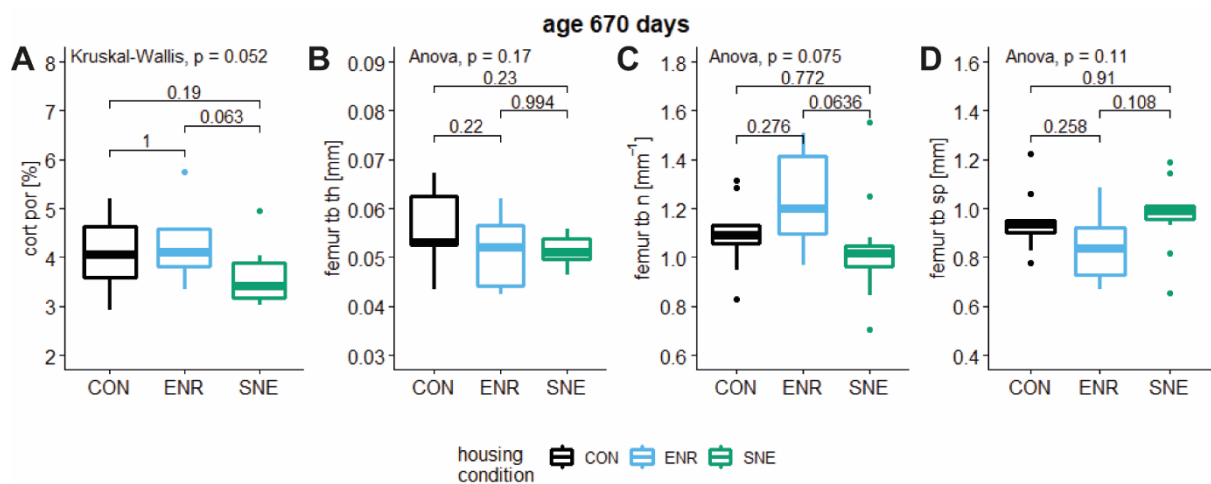 age 670 days
A
Kruskal-Wallis, p = 0.052
0.19
0.063
1
8
7
6
5
4
3
2
cort por [%]
CON ENR SNE
B
Anova, p = 0.17
0.23
0.994
0.22
0.09
0.08
0.07
0.06
0.05
0.04
0.03
femur tb th [mm]
CON ENR SNE
C
Anova, p = 0.075
0.772
0.0636
0.276
1.8
1.6
1.4
1.2
1.0
0.8
0.6
femur tb n [mm⁻¹]
CON ENR SNE
D
Anova, p = 0.11
0.91
0.108
0.258
1.6
1.4
1.2
1.0
0.8
0.6
0.4
femur tb sp [mm]
CON ENR SNE
housing
condition
CON ENR SNE